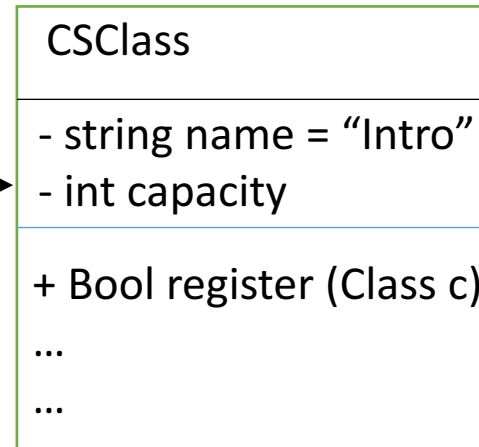 CSClass
- string name = “Intro”
- int capacity
+ Bool register (Class c)
…
…